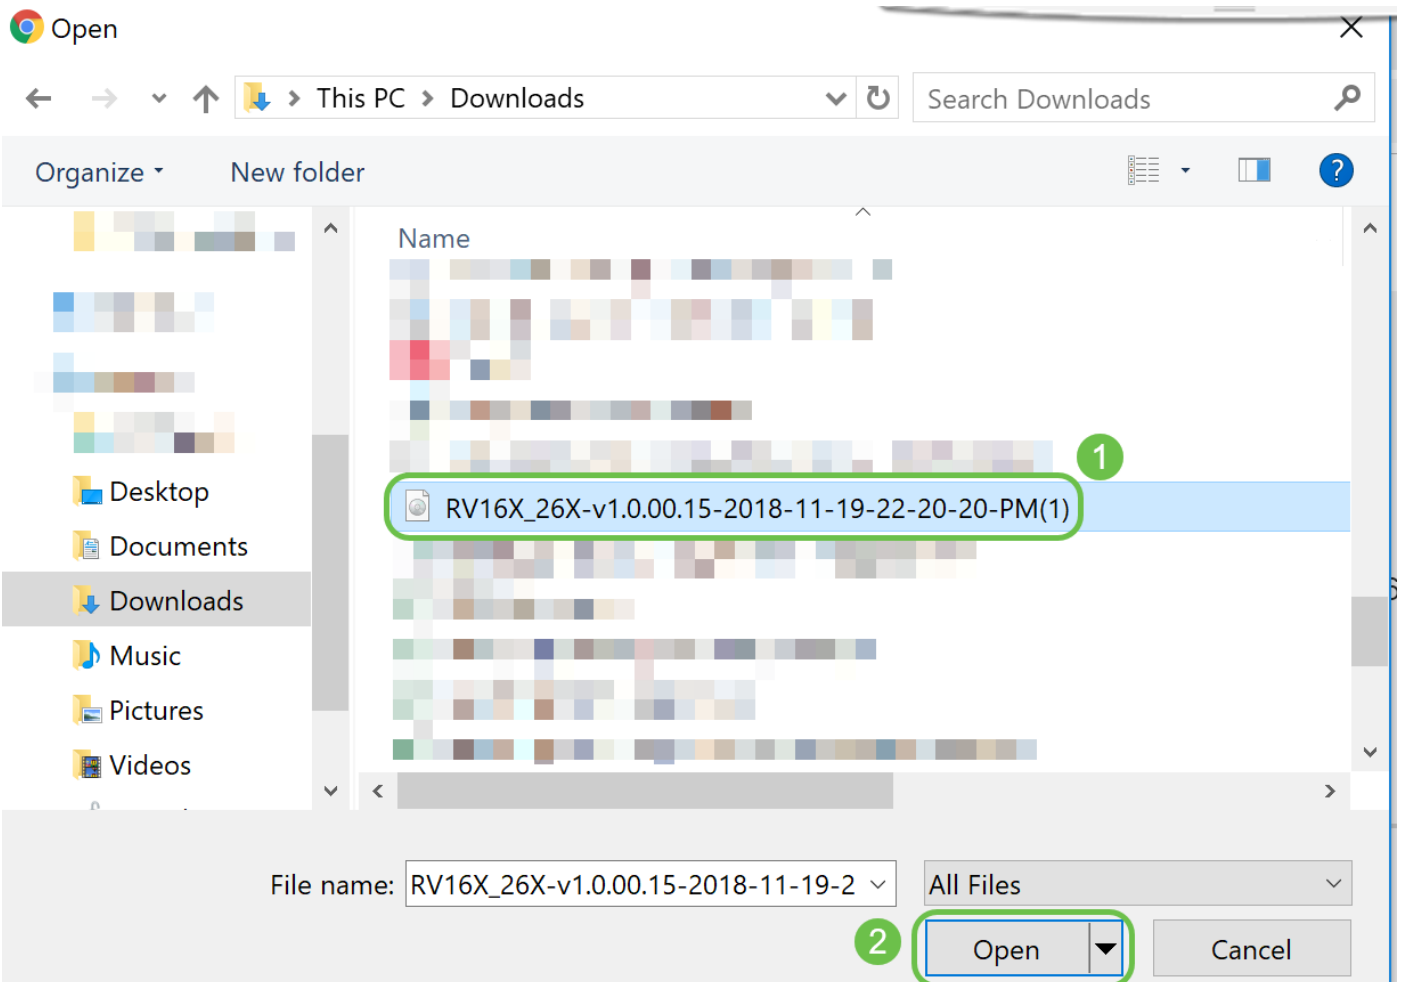 Open
This PC > Downloads
Search Downloads
Organize
New folder
?
Name
1
RV16X_26X-v1.0.00.15-2018-11-19-22-20-20-PM(1)
Desktop
Documents
Downloads
Music
Pictures
Videos
File name:
RV16X_26X-v1.0.00.15-2018-11-19-2
All Files
2
Open
Cancel